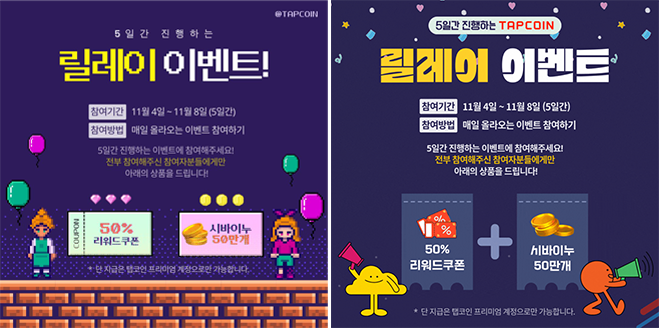 @TAPCOIN
5일간 진행하는
릴레이 이벤트!
참여기간 11월 4일 ~ 11월 8일 (5일간)
참여방법 매일 올라오는 이벤트 참여하기
5일간 진행하는 이벤트에 참여해주세요!
전부 참여해주신 참여자분들에게만
아래의 상품을 드립니다!
COUPON
50%
리워드쿠폰
시바이누
50만개
* 단 지급은 탭코인 프리미엄 계정으로만 가능합니다.
5일간 진행하는 TAPCOIN
릴레이 이벤트
참여기간 11월 4일 ~ 11월 8일 (5일간)
참여방법 매일 올라오는 이벤트 참여하기
5일간 진행하는 이벤트에 참여해주세요!
전부 참여해주신 참여자분들에게만
아래의 상품을 드립니다!
%
%
50%
리워드쿠폰
+
시바이누
50만개
* 단 지급은 탭코인 프리미엄 계정으로만 가능합니다.